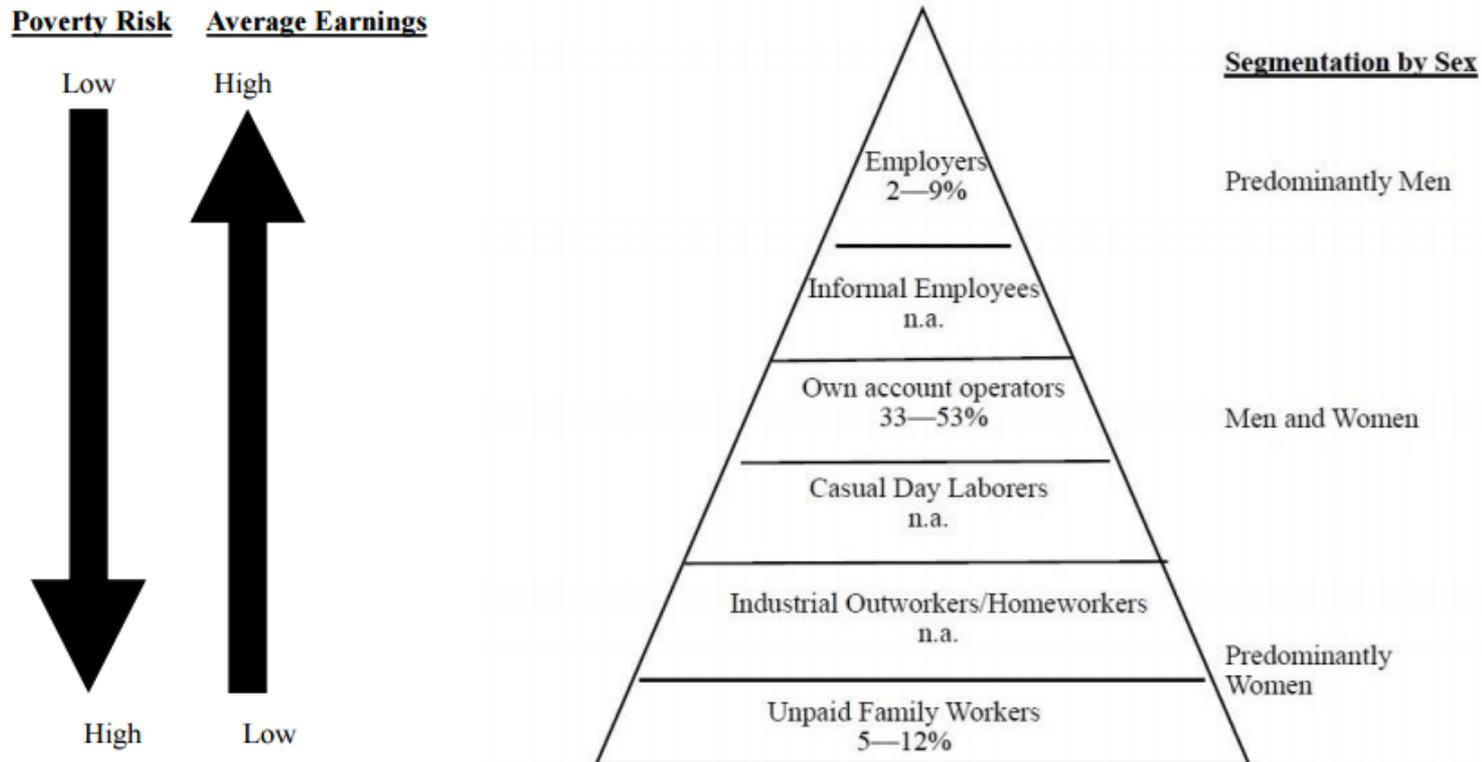 Poverty Risk
Average Earnings
Low
High
High
Low
Employers
2—9%
Informal Employees
n.a.
Own account operators
33—53%
Casual Day Laborers
n.a.
Industrial Outworkers/Homeworkers
n.a.
Unpaid Family Workers
5—12%
Segmentation by Sex
Predominantly Men
Men and Women
Predominantly
Women